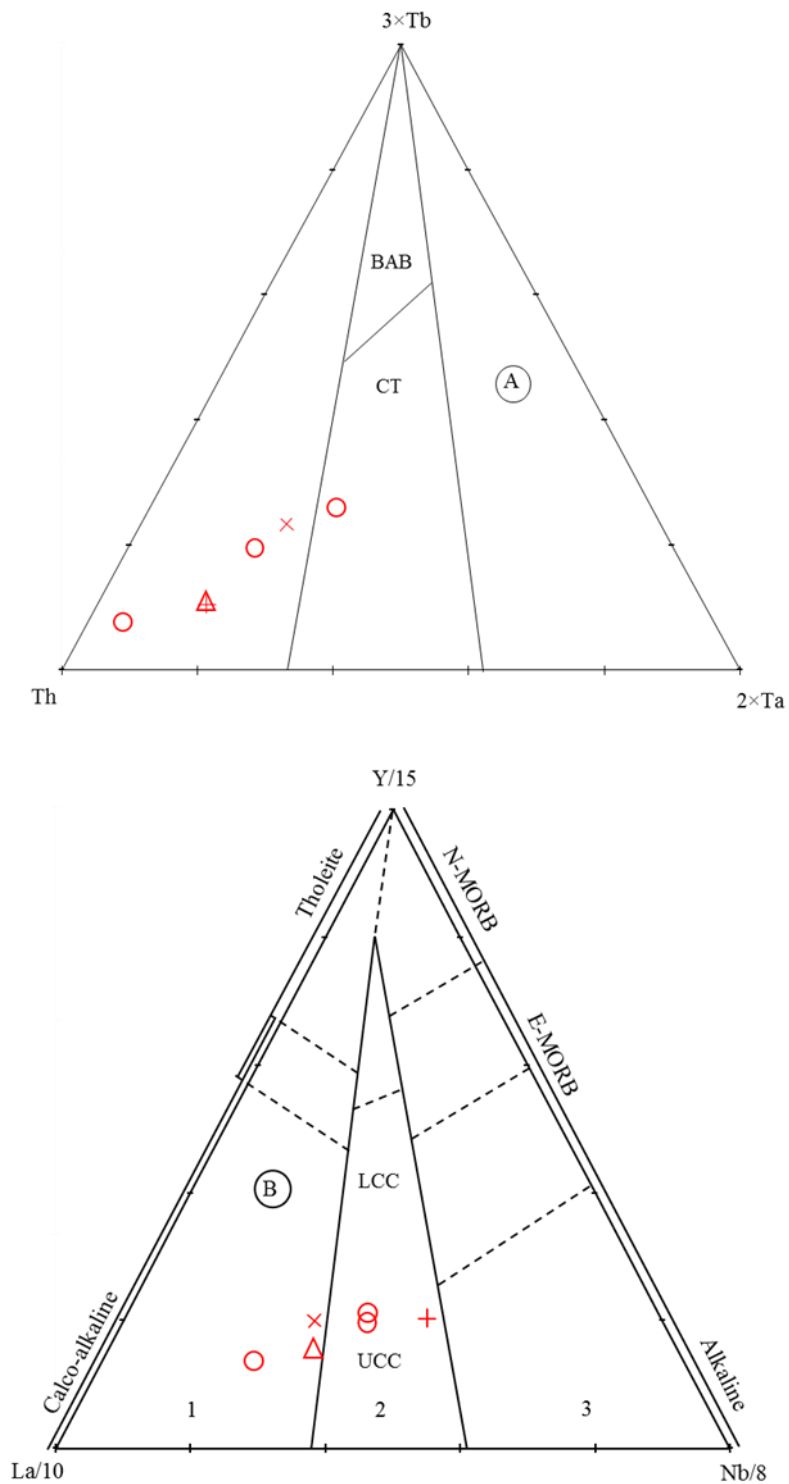 3×Tb
BAB
CT
A
Th
2×Ta
Y/15
Tholeite
N-MORB
E-MORB
LCC
B
Calco-alkaline
UCC
Alkaline
1
2
3
La/10
Nb/8